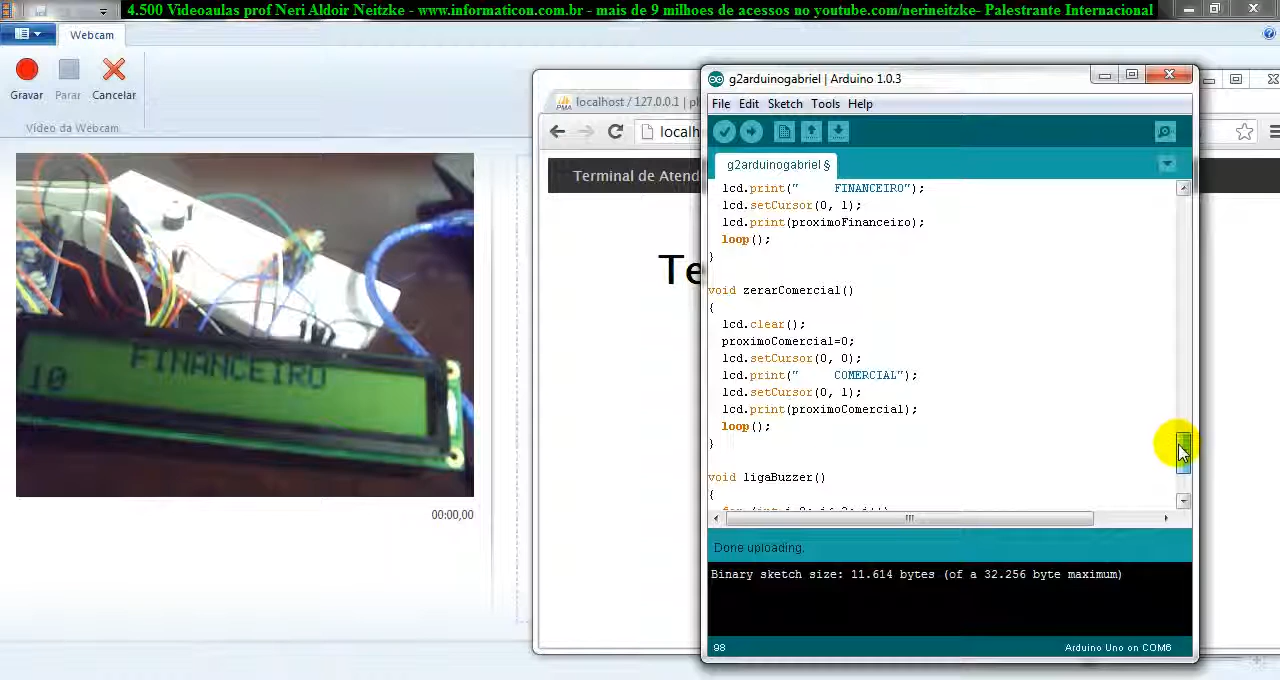 4.500 Videoaulas prof Neri Aldoir Neitzke - www.informaticon.com.br - mais de 9 milhoes de acessos no youtube.com/nerineitzke- Palestrante Internacional
Webcam
Gravar Parar Cancelar
Vídeo da Webcam
FINANCEIRO
10
00:00,00
localhost / 127.0.0.1 | pl
localh
Terminal de Atend
Te
g2arduinogabriel | Arduino 1.0.3
File Edit Sketch Tools Help
g2arduinogabriel §
lcd.print("     FINANCEIRO");
lcd.setCursor(0, 1);
lcd.print(proximoFinanceiro);
loop();
}
void zerarComercial()
{
lcd.clear();
proximoComercial=0;
lcd.setCursor(0, 0);
lcd.print("     COMERCIAL");
lcd.setCursor(0, 1);
lcd.print(proximoComercial);
loop();
}
void ligaBuzzer()
{
Done uploading.
Binary sketch size: 11.614 bytes (of a 32.256 byte maximum)
98
Arduino Uno on COM6